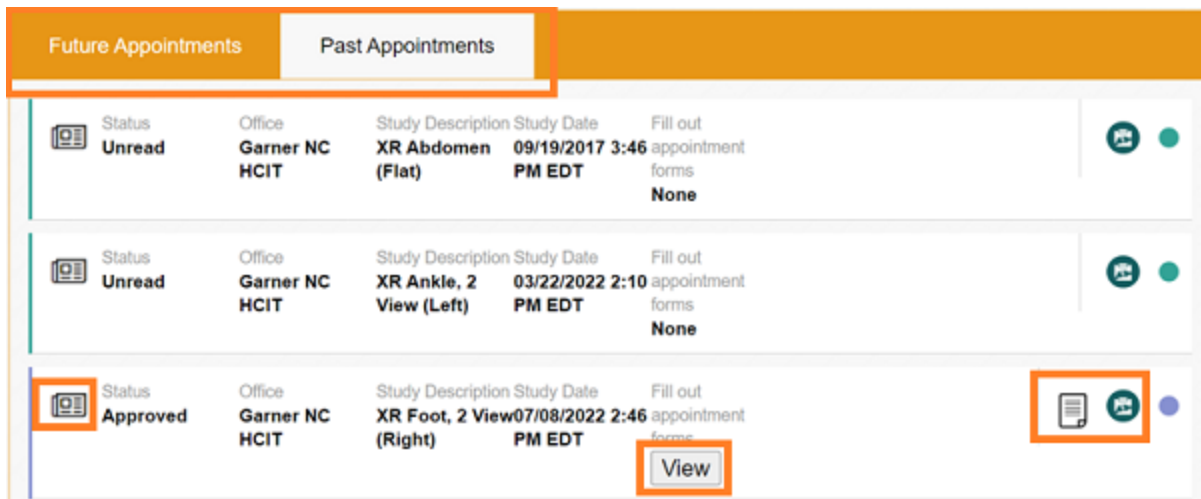 Future Appointments Past Appointments
Status Office Study Description Study Date Fill out
Unread Garner NC XR Abdomen 09/19/2017 3:46 appointment
HCIT (Flat) PM EDT forms
None
Status Office Study Description Study Date Fill out
Unread Garner NC XR Ankle, 2 03/22/2022 2:10 appointment
HCIT View (Left) PM EDT forms
None
Status Office Study Description Study Date Fill out
Approved Garner NC XR Foot, 2 View 07/08/2022 2:46 appointment
HCIT (Right) PM EDT forms
View